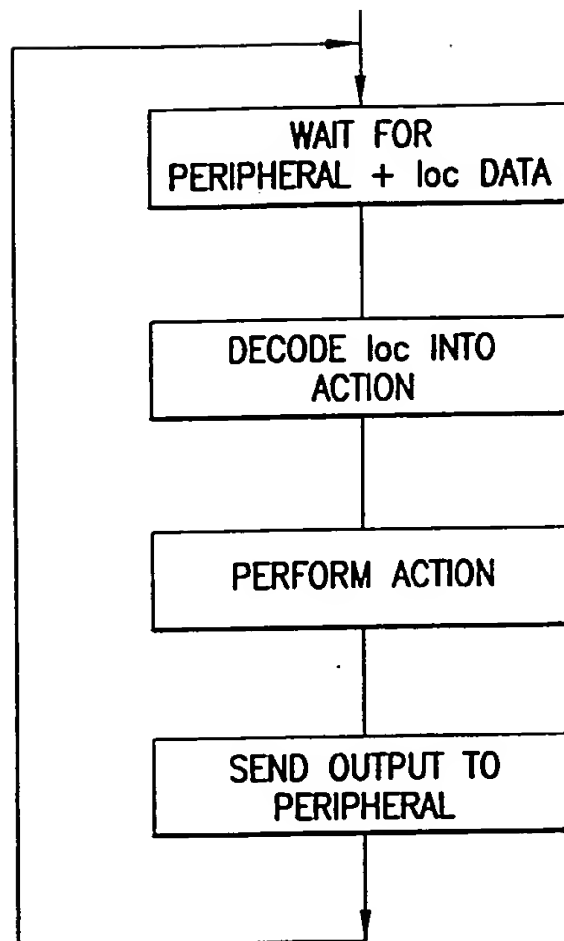 WAIT FOR
PERIPHERAL + loc DATA
DECODE loc INTO
ACTION
PERFORM ACTION
SEND OUTPUT TO
PERIPHERAL